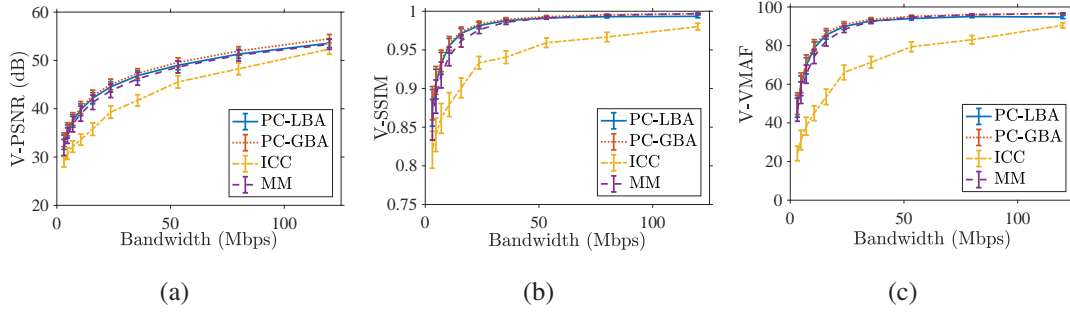 60
50
40
30
20
V-PSNR (dB)
PC-LBA
PC-GBA
ICC
MM
0 50 100
Bandwidth (Mbps)
(a)
1
0.95
0.9
0.85
0.8
0.75
V-SSIM
PC-LBA
PC-GBA
ICC
MM
0 50 100
Bandwidth (Mbps)
(b)
100
80
60
40
20
0
V-VMAF
PC-LBA
PC-GBA
ICC
MM
0 50 100
Bandwidth (Mbps)
(c)